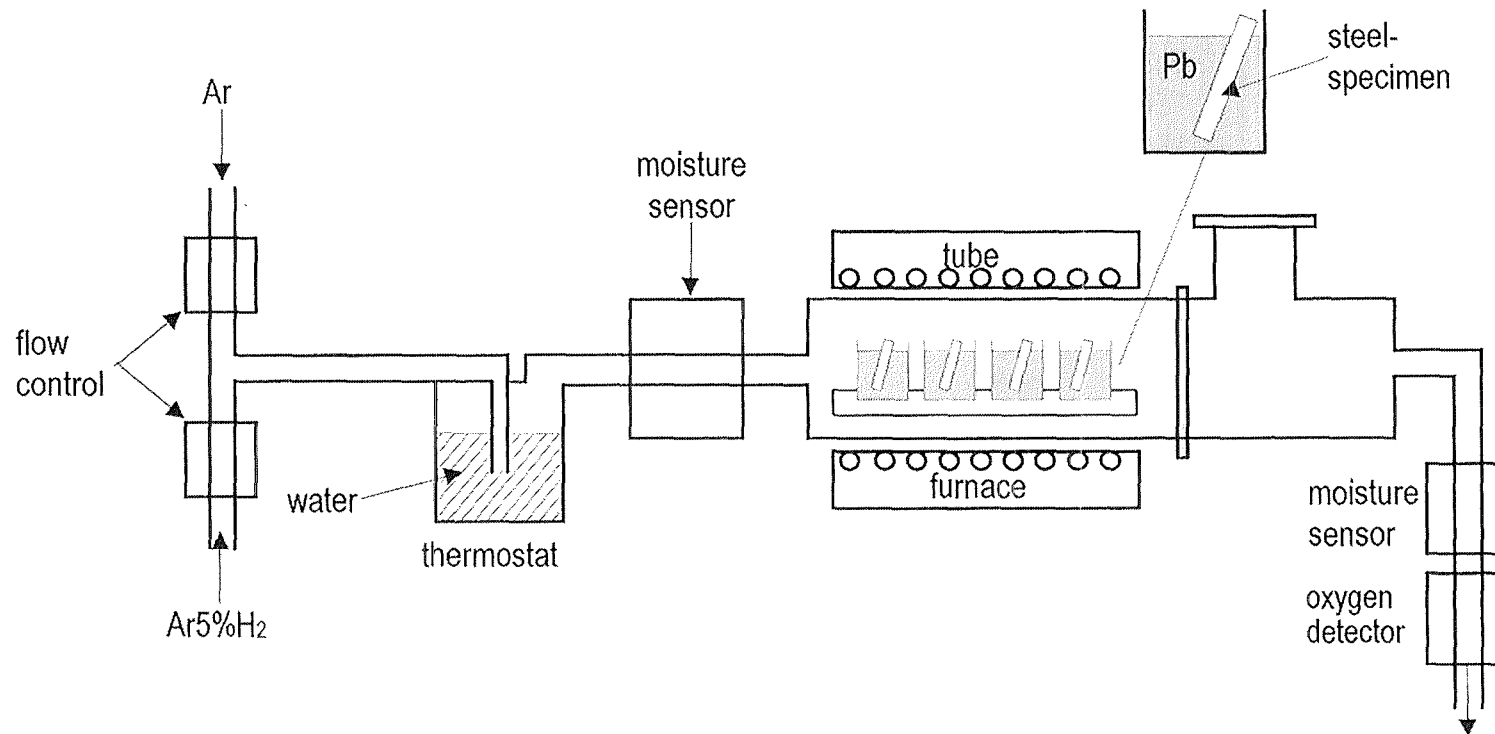 Ar
flow
control
Ar5%H₂
water
thermostat
moisture
sensor
tube
furnace
Pb
steel-
specimen
moisture
sensor
oxygen
detector